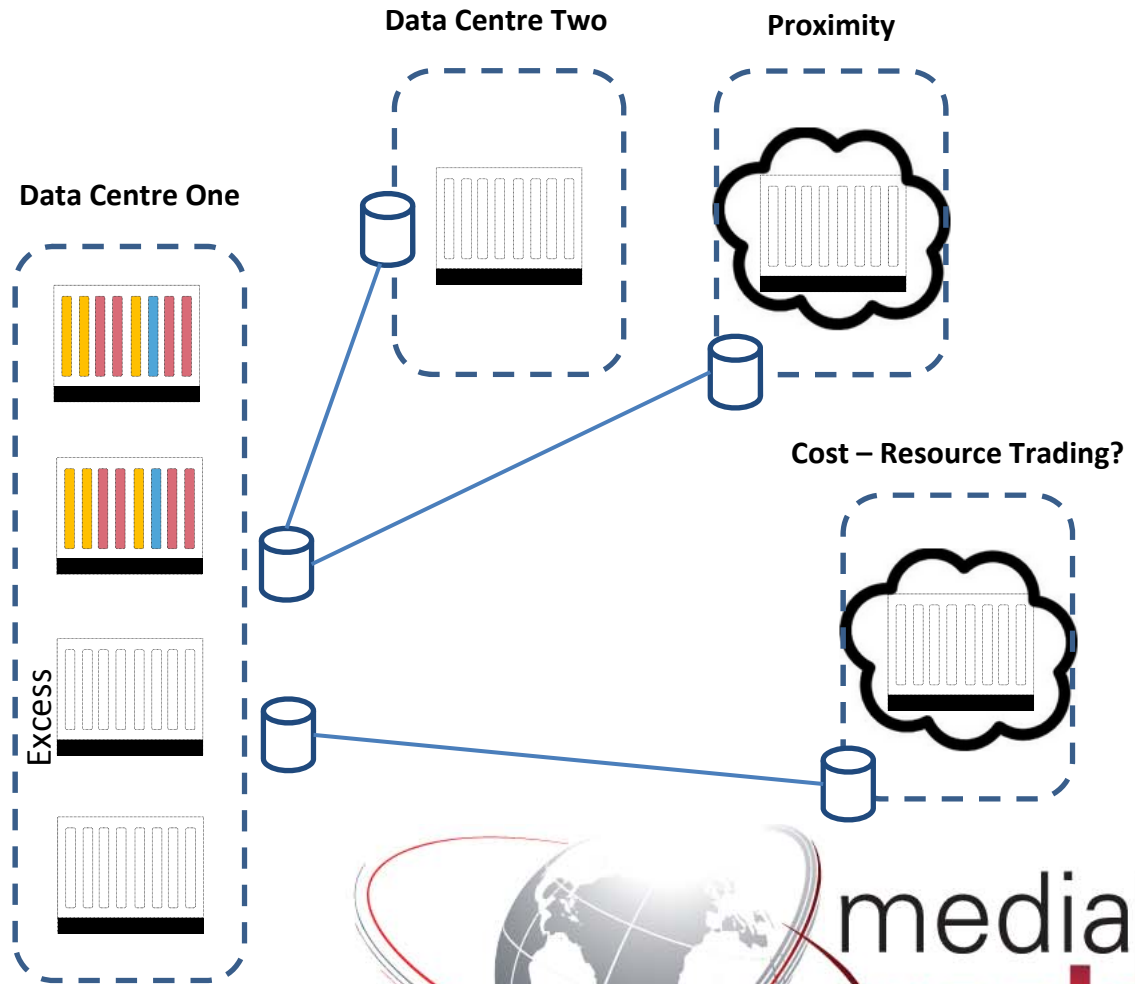 Data Centre Two
Proximity
Data Centre One
Cost – Resource Trading?
Excess
media